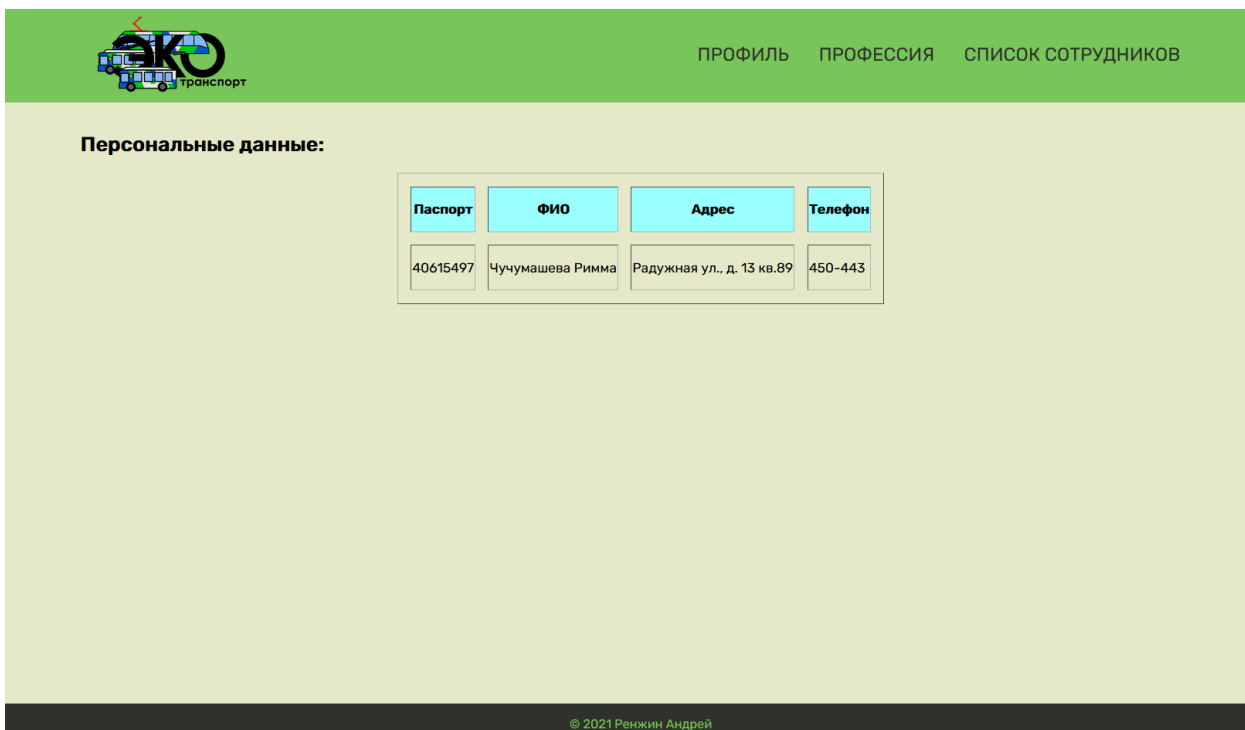 ЭКО
транспорт
ПРОФИЛЬ ПРОФЕССИЯ СПИСОК СОТРУДНИКОВ
Персональные данные:
Паспорт ФИО Адрес Телефон
40615497 Чучумашева Римма Радужная ул., д. 13 кв.89 450-443
© 2021 Ренжин Андрей